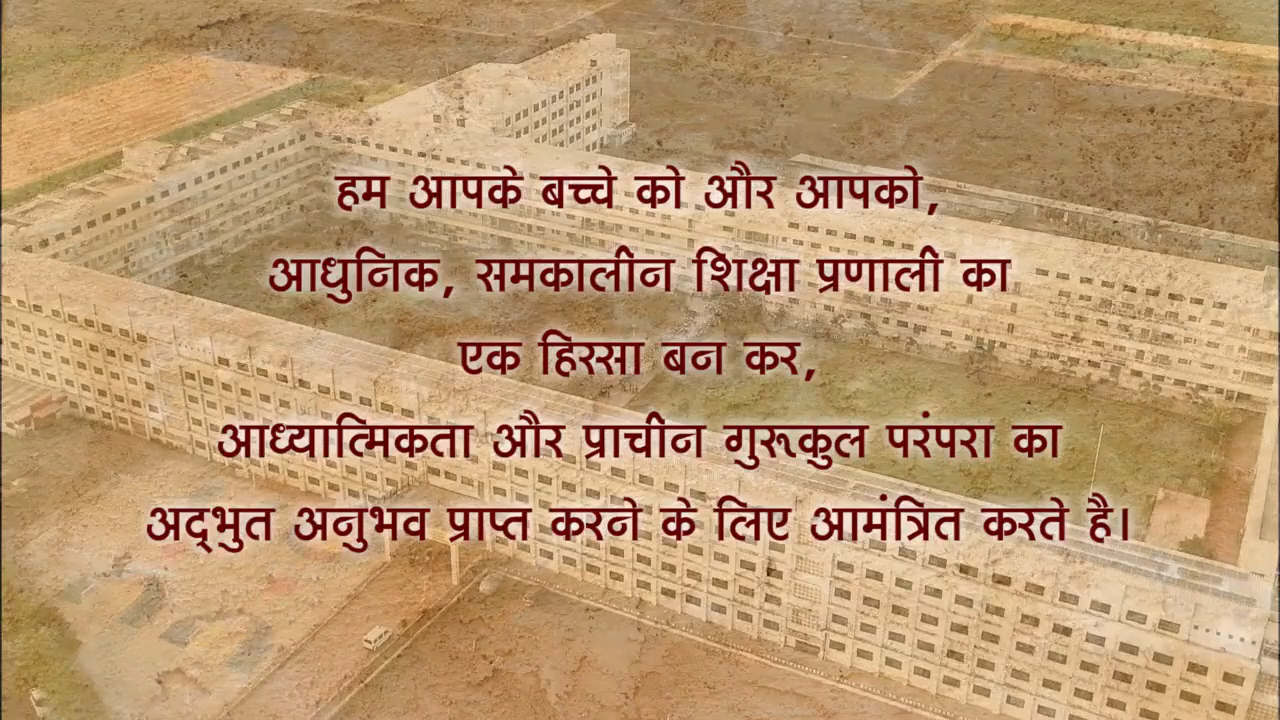 हम आपके बच्चे को और आपको,
आधुनिक, समकालीन शिक्षा प्रणाली का
एक हिस्सा बन कर,
आध्यात्मिकता और प्राचीन गुरूकुल परंपरा का
अद्‌भुत अनुभव प्राप्त करने के लिए आमंत्रित करते है।